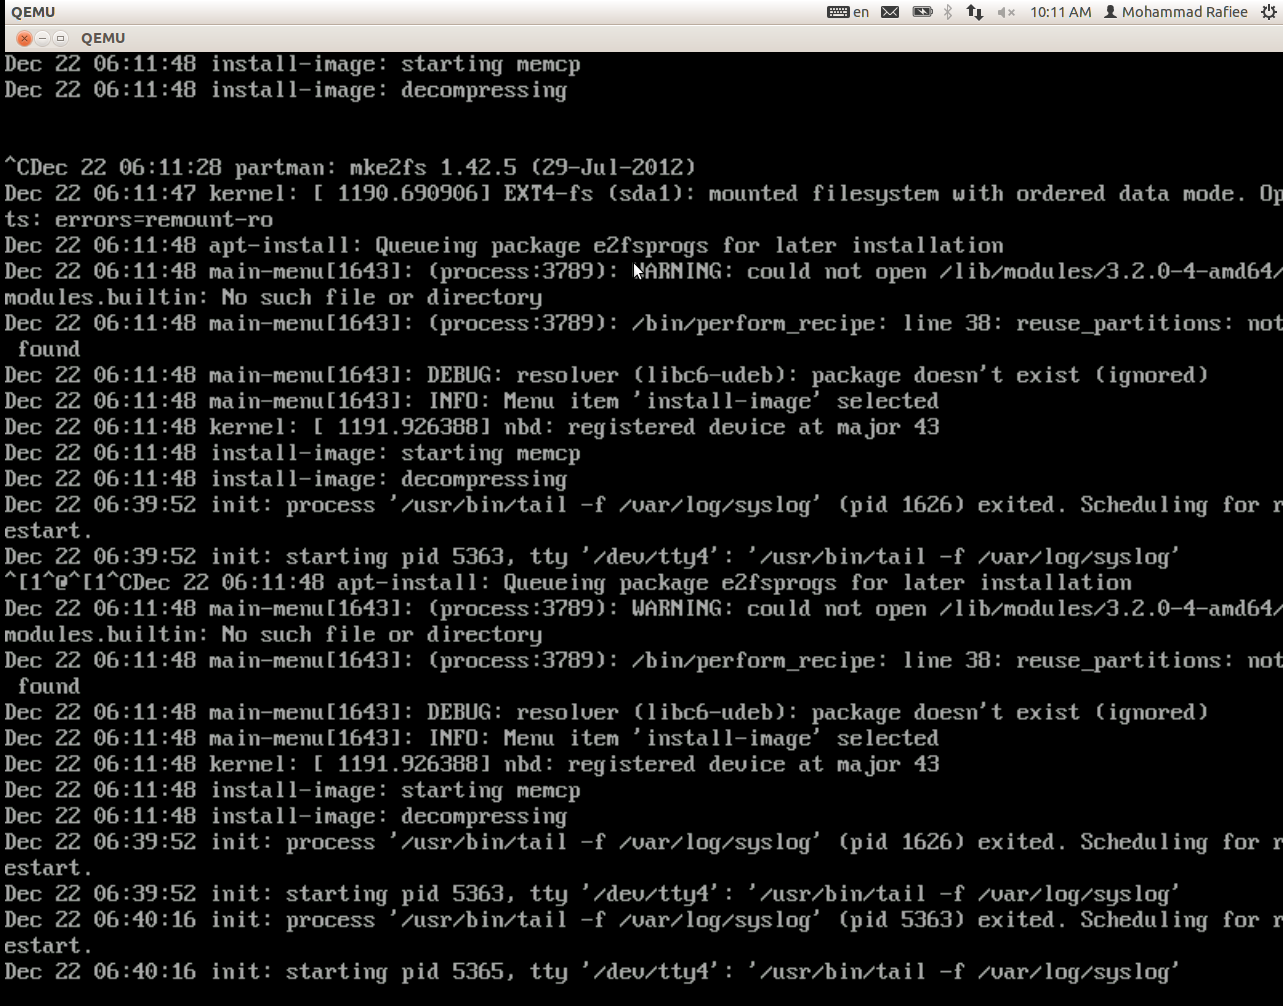 QEMU en 10:11 AM Mohammad Rafiee
QEMU
Dec 22 06:11:48 install-image: starting memcp
Dec 22 06:11:48 install-image: decompressing
^CDec 22 06:11:28 partman: mke2fs 1.42.5 (29-Jul-2012)
Dec 22 06:11:47 kernel: [ 1190.690906] EXT4-fs (sda1): mounted filesystem with ordered data mode. Op
ts: errors=remount-ro
Dec 22 06:11:48 apt-install: Queueing package e2fsprogs for later installation
Dec 22 06:11:48 main-menu[1643]: (process:3789): WARNING: could not open /lib/modules/3.2.0-4-amd64/
modules.builtin: No such file or directory
Dec 22 06:11:48 main-menu[1643]: (process:3789): /bin/perform_recipe: line 38: reuse_partitions: not
 found
Dec 22 06:11:48 main-menu[1643]: DEBUG: resolver (libc6-udeb): package doesn't exist (ignored)
Dec 22 06:11:48 main-menu[1643]: INFO: Menu item 'install-image' selected
Dec 22 06:11:48 kernel: [ 1191.926388] nbd: registered device at major 43
Dec 22 06:11:48 install-image: starting memcp
Dec 22 06:11:48 install-image: decompressing
Dec 22 06:39:52 init: process '/usr/bin/tail -f /var/log/syslog' (pid 1626) exited. Scheduling for r
estart.
Dec 22 06:39:52 init: starting pid 5363, tty '/dev/tty4': '/usr/bin/tail -f /var/log/syslog'
^[1^@^[1^CDec 22 06:11:48 apt-install: Queueing package e2fsprogs for later installation
Dec 22 06:11:48 main-menu[1643]: (process:3789): WARNING: could not open /lib/modules/3.2.0-4-amd64/
modules.builtin: No such file or directory
Dec 22 06:11:48 main-menu[1643]: (process:3789): /bin/perform_recipe: line 38: reuse_partitions: not
 found
Dec 22 06:11:48 main-menu[1643]: DEBUG: resolver (libc6-udeb): package doesn't exist (ignored)
Dec 22 06:11:48 main-menu[1643]: INFO: Menu item 'install-image' selected
Dec 22 06:11:48 kernel: [ 1191.926388] nbd: registered device at major 43
Dec 22 06:11:48 install-image: starting memcp
Dec 22 06:11:48 install-image: decompressing
Dec 22 06:39:52 init: process '/usr/bin/tail -f /var/log/syslog' (pid 1626) exited. Scheduling for r
estart.
Dec 22 06:39:52 init: starting pid 5363, tty '/dev/tty4': '/usr/bin/tail -f /var/log/syslog'
Dec 22 06:40:16 init: process '/usr/bin/tail -f /var/log/syslog' (pid 5363) exited. Scheduling for r
estart.
Dec 22 06:40:16 init: starting pid 5365, tty '/dev/tty4': '/usr/bin/tail -f /var/log/syslog'